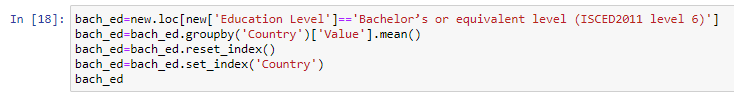 In [18]: bach_ed=new.loc[new['Education Level']=='Bachelor’s or equivalent level (ISCED2011 level 6)']
bach_ed=bach_ed.groupby('Country')['Value'].mean()
bach_ed=bach_ed.reset_index()
bach_ed=bach_ed.set_index('Country')
bach_ed